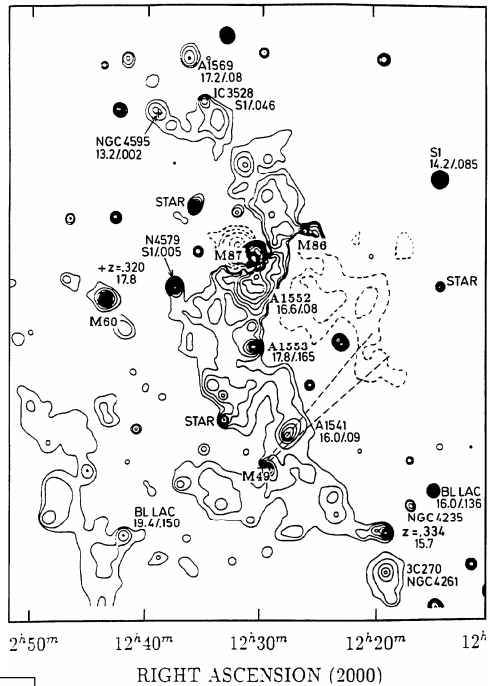 A1569
17.2/.08
IC3528
S1/.046
NGC4595
13.2/.002
S1
14.2/.085
STAR
M86
M87
N4579
S1/.005
+ z=.320
17.8
M60
STAR
A1552
16.6/.08
A1553
17.8/.165
STAR
A1541
16.0/.09
M49
BL LAC
16.0/.136
NGC4235
z=.334
15.7
BL LAC
19.4/.150
3C270
NGC4261
2ʰ50ᵐ 12ʰ40ᵐ 12ʰ30ᵐ 12ʰ20ᵐ 12ʰ
RIGHT ASCENSION (2000)